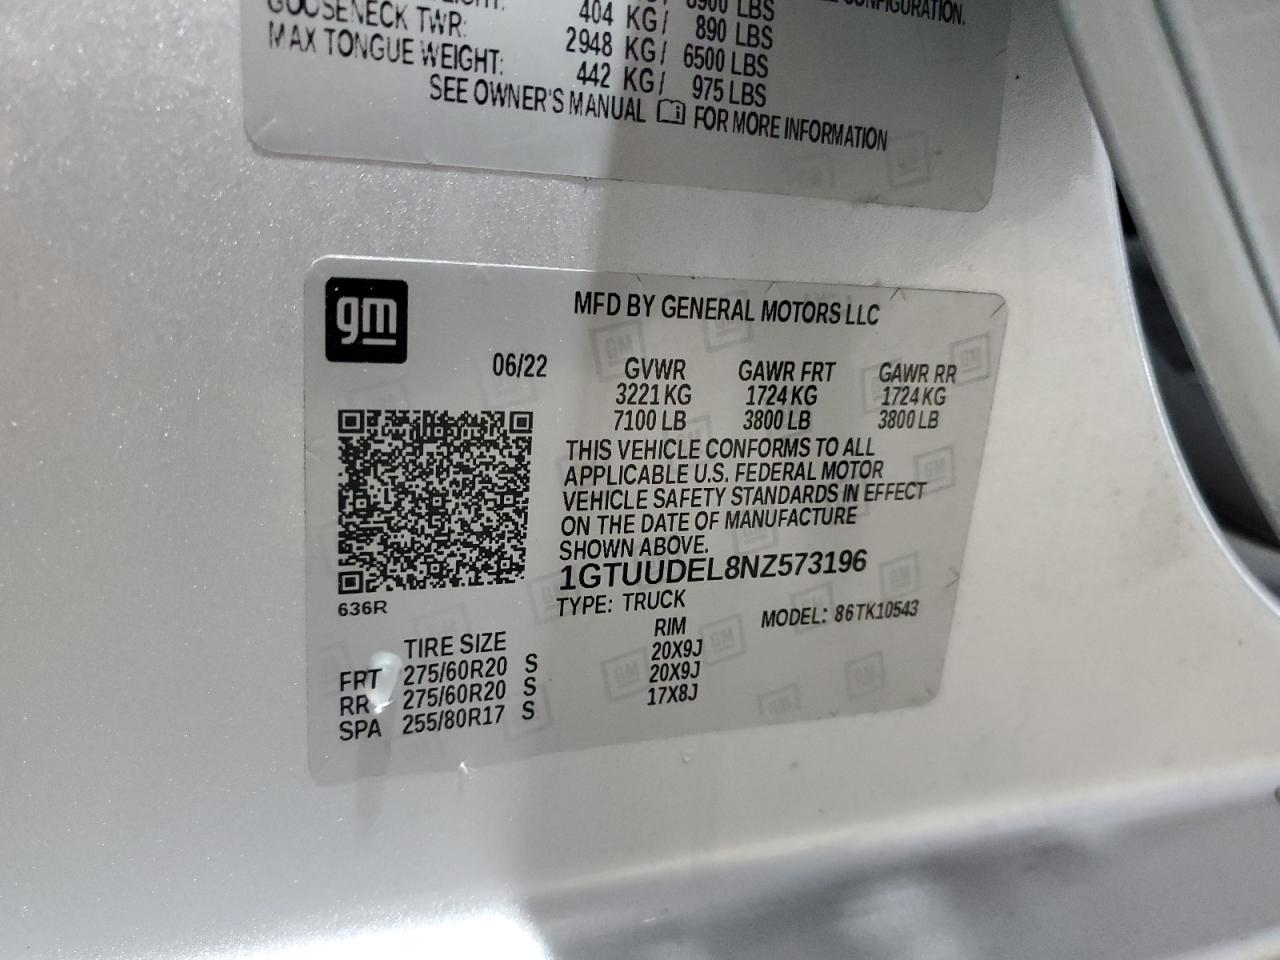 8900 LBS
CONFIGURATION.
404 KG/ 890 LBS
GOOSENECK TWR: 2948 KG/ 6500 LBS
MAX TONGUE WEIGHT: 442 KG/ 975 LBS
SEE OWNER'S MANUAL FOR MORE INFORMATION
gm
MFD BY GENERAL MOTORS LLC
06/22 GVWR GAWR FRT GAWR RR
3221 KG 1724 KG 1724 KG
7100 LB 3800 LB 3800 LB
THIS VEHICLE CONFORMS TO ALL
APPLICABLE U.S. FEDERAL MOTOR
VEHICLE SAFETY STANDARDS IN EFFECT
ON THE DATE OF MANUFACTURE
SHOWN ABOVE.
1GTUUDEL8NZ573196
TYPE: TRUCK MODEL: 86TK10543
636R
TIRE SIZE RIM
FRT 275/60R20 S 20X9J
RR 275/60R20 S 20X9J
SPA 255/80R17 S 17X8J